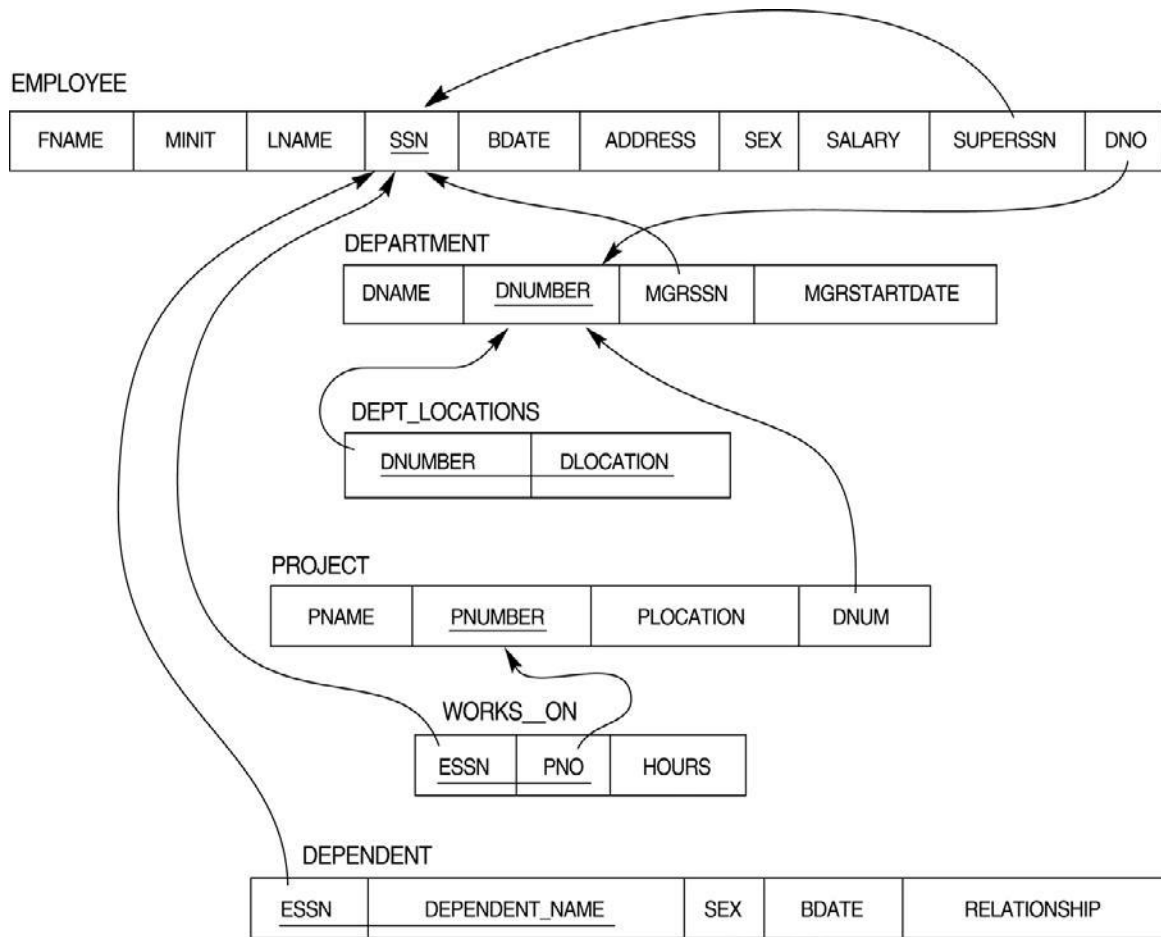 EMPLOYEE
FNAME MINIT LNAME SSN BDATE ADDRESS SEX SALARY SUPERSSN DNO
DEPARTMENT
DNAME DNUMBER MGRSSN MGRSTARTDATE
DEPT_LOCATIONS
DNUMBER DLOCATION
PROJECT
PNAME PNUMBER PLOCATION DNUM
WORKS__ON
ESSN PNO HOURS
DEPENDENT
ESSN DEPENDENT_NAME SEX BDATE RELATIONSHIP